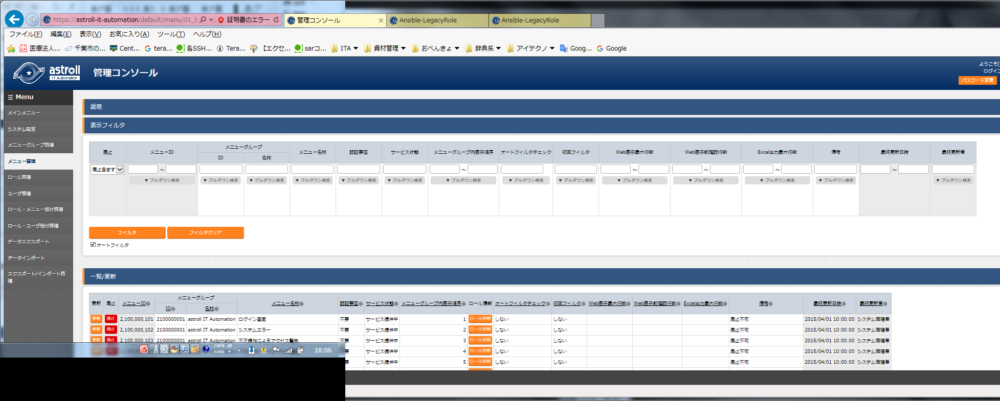 https://astroll-it-automation/default/menu/01_b 証明書のエラー 管理コンソール Ansible-LegacyRole Ansible-LegacyRole
ファイル(F) 編集(E) 表示(V) お気に入り(A) ツール(T) ヘルプ(H)
医療法人... 千葉市の... Cent... tera... 各SSH... Tera... 【エクセ... sarコ... ITA 資材管理 おべんきょ 辞典系 アイテクノ Goog... Google
astroll
IT Automation
管理コンソール
ようこそ[
ログイン
パスワード変更
Menu
メインメニュー
システム設定
メニューグループ管理
メニュー管理
ロール管理
ユーザ管理
ロール・メニュー紐付管理
ロール・ユーザ紐付管理
データエクスポート
データインポート
エクスポート/インポート管
理
説明
表示フィルタ
廃止 メニューID メニューグループ メニュー名称 認証要否 サービス状態 メニューグループ内表示順序 オートフィルタチェック 初回フィルタ Web表示最大行数 Web表示前確認行数 Excel出力最大行数 備考 最終更新日時 最終更新者
ID 名称
廃止含まず ~ ~ ~ ~ ~ ~
▼ プルダウン検索 ▼ プルダウン検索 ▼ プルダウン検索 ▼ プルダウン検索 ▼ プルダウン検索 ▼ プルダウン検索 ▼ プルダウン検索 ▼ プルダウン検索 ▼ プルダウン検索 ▼ プルダウン検索 ▼ プルダウン検索 ▼ プルダウン検索 ▼ プルダウン検索 ▼ プルダウン検索
フィルタ フィルタクリア
オートフィルタ
一覧/更新
更新 廃止 メニューID メニューグループ メニュー名称 認証要否 サービス状態 メニューグループ内表示順序 ロール情報 オートフィルタチェック 初回フィルタ Web表示最大行数 Web表示前確認行数 Excel出力最大行数 備考 最終更新日時 最終更新者
ID 名称
更新 廃止 2,100,000,101 2100000001 astroll IT Automation ログイン画面 不要 サービス提供中 1 ロール情報 しない しない 廃止不可 2015/04/01 10:00:00 システム管理者
更新 廃止 2,100,000,102 2100000001 astroll IT Automation システムエラー 不要 サービス提供中 2 ロール情報 しない しない 廃止不可 2015/04/01 10:00:00 システム管理者
更新 廃止 2,100,000,103 2100000001 astroll IT Automation 不正操作によるアクセス警告 不要 サービス提供中 3 ロール情報 しない しない 廃止不可 2015/04/01 10:00:00 システム管理者
要 サービス提供中 4 ロール情報 しない しない 廃止不可 2015/04/01 10:00:00 システム管理者
要 サービス提供中 5 ロール情報 しない しない 廃止不可 2015/04/01 10:00:00 システム管理者
A 般 CAPS KANA 18:06